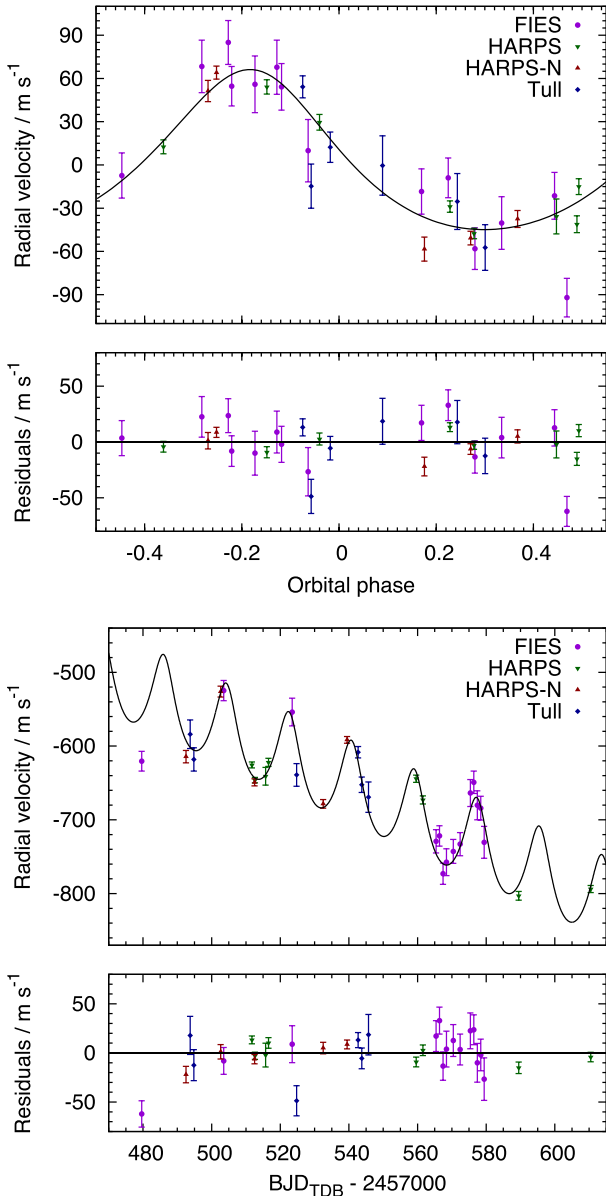 FIES
HARPS
HARPS-N
Tull
90
60
30
0
-30
-60
-90
Radial velocity / m s⁻¹
50
0
-50
Residuals / m s⁻¹
-0.4
-0.2
0
0.2
0.4
Orbital phase
FIES
HARPS
HARPS-N
Tull
-500
-600
-700
-800
Radial velocity / m s⁻¹
50
0
-50
Residuals / m s⁻¹
480
500
520
540
560
580
600
BJD_TDB - 2457000